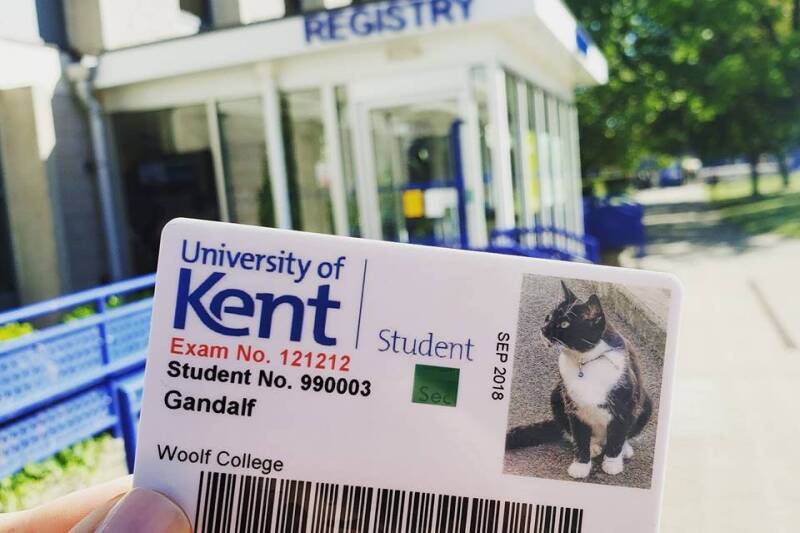 REGISTRY
University of
Kent
Student
Exam No. 121212
Student No. 990003
Gandalf
Sec
SEP 2018
Woolf College